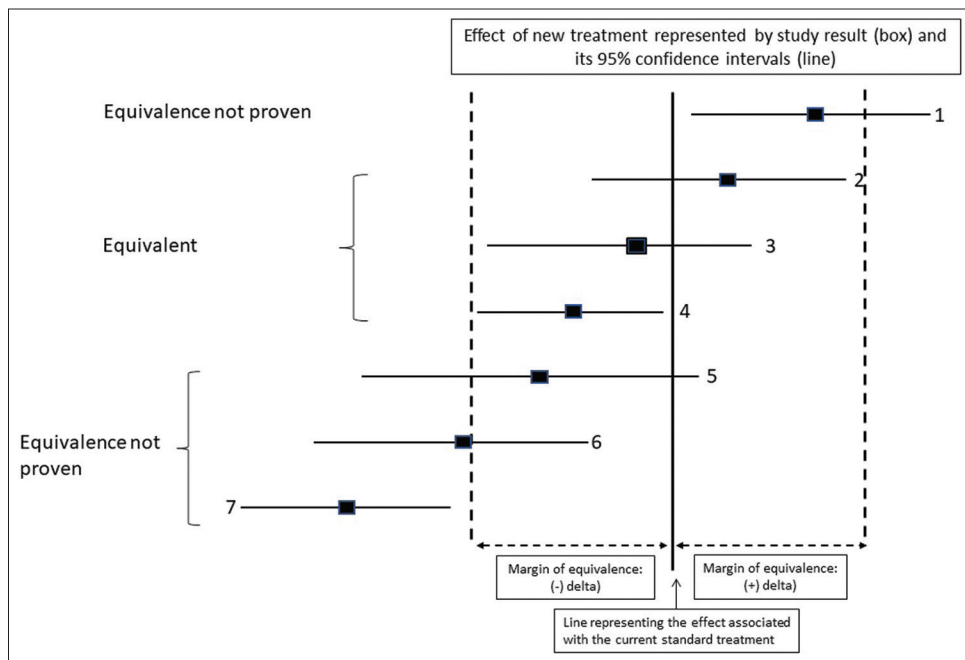 Effect of new treatment represented by study result (box) and
its 95% confidence intervals (line)
Equivalence not proven
1
2
Equivalent
3
4
5
Equivalence not
proven
6
7
Margin of equivalence:
(-) delta)
Margin of equivalence:
(+) delta)
Line representing the effect associated
with the current standard treatment